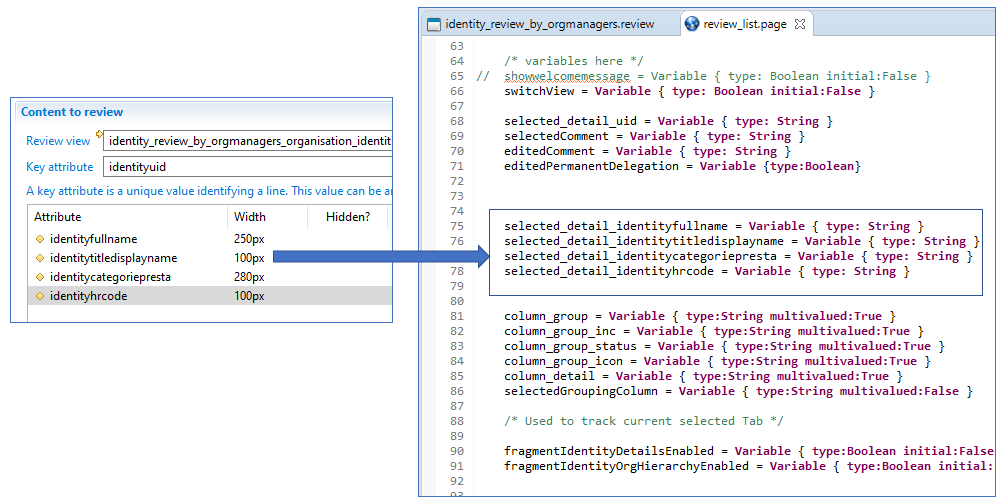 Content to review
Review view identity_review_by_orgmanagers_organisation_identit
Key attribute identityuid
A key attribute is a unique value identifying a line. This value can be a
Attribute Width Hidden?
identityfullname 250px
identitytitledisplayname 100px
identitycategoriepresta 280px
identityhrcode 100px
identity_review_by_orgmanagers.review review_list.page
63
64 /* variables here */
65 // showwelcomemessage = Variable { type: Boolean initial:False }
66 switchView = Variable { type: Boolean initial:False }
67
68 selected_detail_uid = Variable { type: String }
69 selectedComment = Variable { type: String }
70 editedComment = Variable { type: String }
71 editedPermanentDelegation = Variable {type:Boolean}
72
73
74
75 selected_detail_identityfullname = Variable { type: String }
76 selected_detail_identitytitledisplayname = Variable { type: String }
selected_detail_identitycategoriepresta = Variable { type: String }
78 selected_detail_identityhrcode = Variable { type: String }
79
80
81 column_group = Variable { type:String multivalued:True }
82 column_group_inc = Variable { type:String multivalued:True }
83 column_group_status = Variable { type:String multivalued:True }
84 column_group_icon = Variable { type:String multivalued:True }
85 column_detail = Variable { type:String multivalued:True }
86 selectedGroupingColumn = Variable { type:String multivalued:False }
87
88 /* Used to track current selected Tab */
89
90 fragmentIdentityDetailsEnabled = Variable { type:Boolean initial:False
91 fragmentIdentityOrgHierarchyEnabled = Variable { type:Boolean initial:
92
93